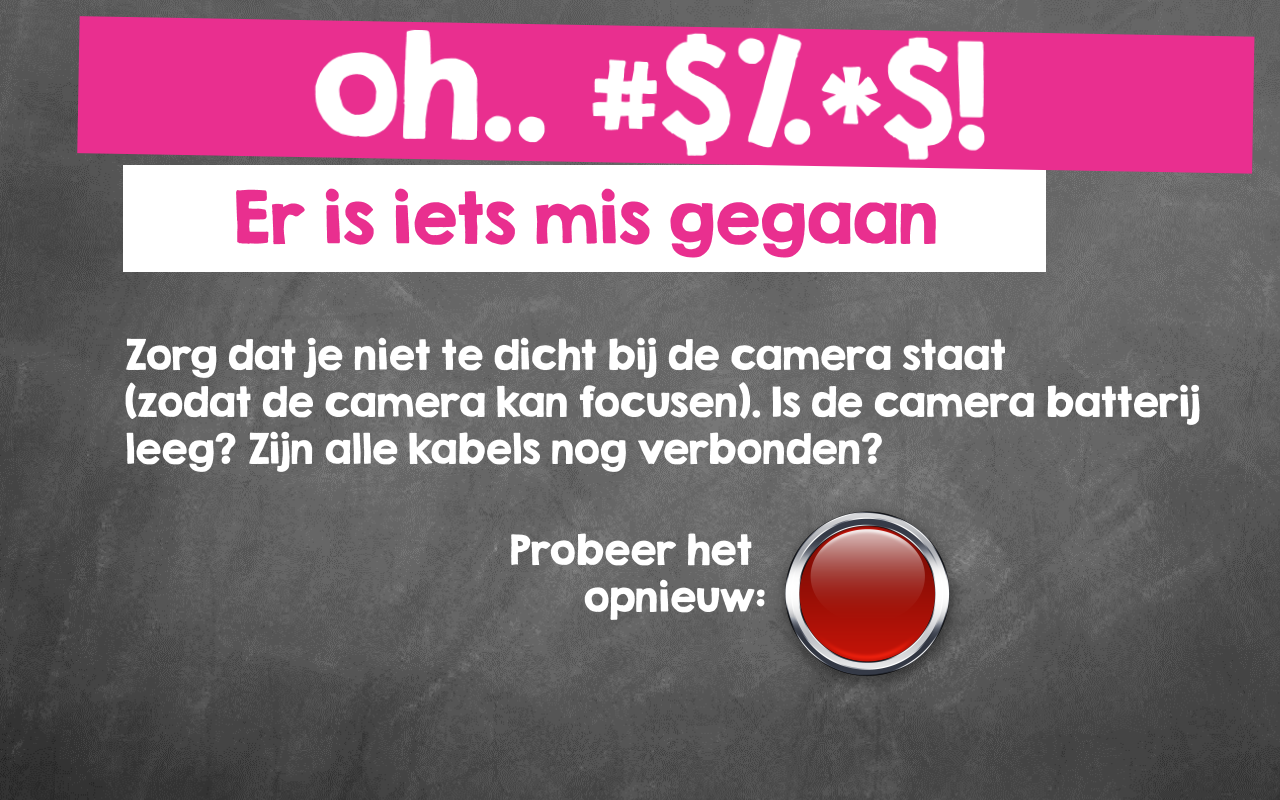 oh.. #$%*$!
Er is iets mis gegaan
Zorg dat je niet te dicht bij de camera staat
(zodat de camera kan focusen). Is de camera batterij
leeg? Zijn alle kabels nog verbonden?
Probeer het
opnieuw: